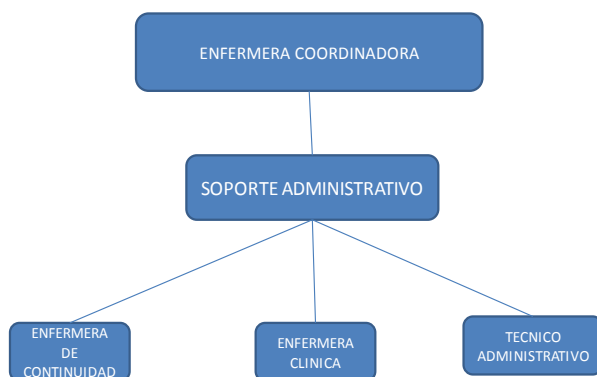 ENFERMERA COORDINADORA
SOPORTE ADMINISTRATIVO
ENFERMERA
DE
CONTINUIDAD
ENFERMERA
CLINICA
TECNICO
ADMINISTRATIVO